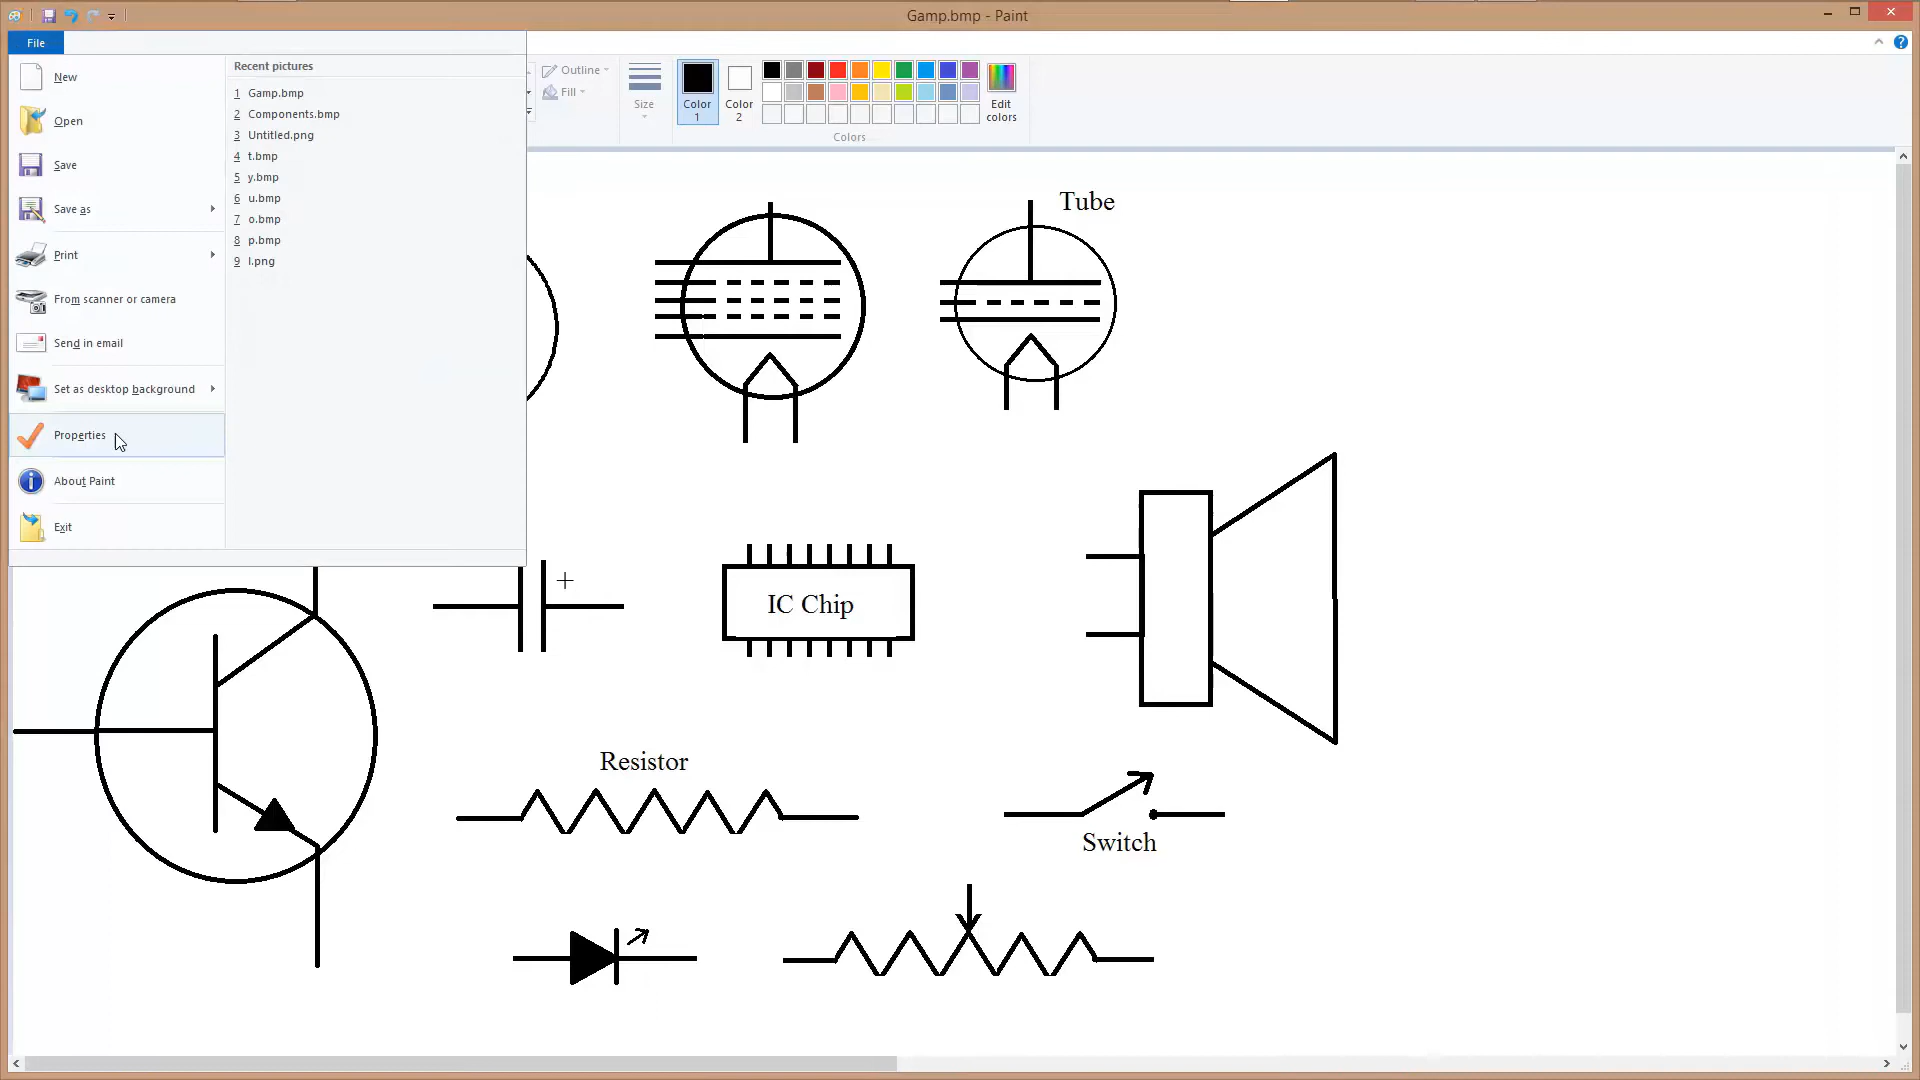 Gamp.bmp - Paint
File
New
Open
Save
Save as
Print
From scanner or camera
Send in email
Set as desktop background
Properties
About Paint
Exit
Recent pictures
1 Gamp.bmp
2 Components.bmp
3 Untitled.png
4 t.bmp
5 y.bmp
6 u.bmp
7 o.bmp
8 p.bmp
9 l.png
Outline
Fill
Size
Color 1
Color 2
Edit colors
Colors
Tube
+
IC Chip
Resistor
Switch